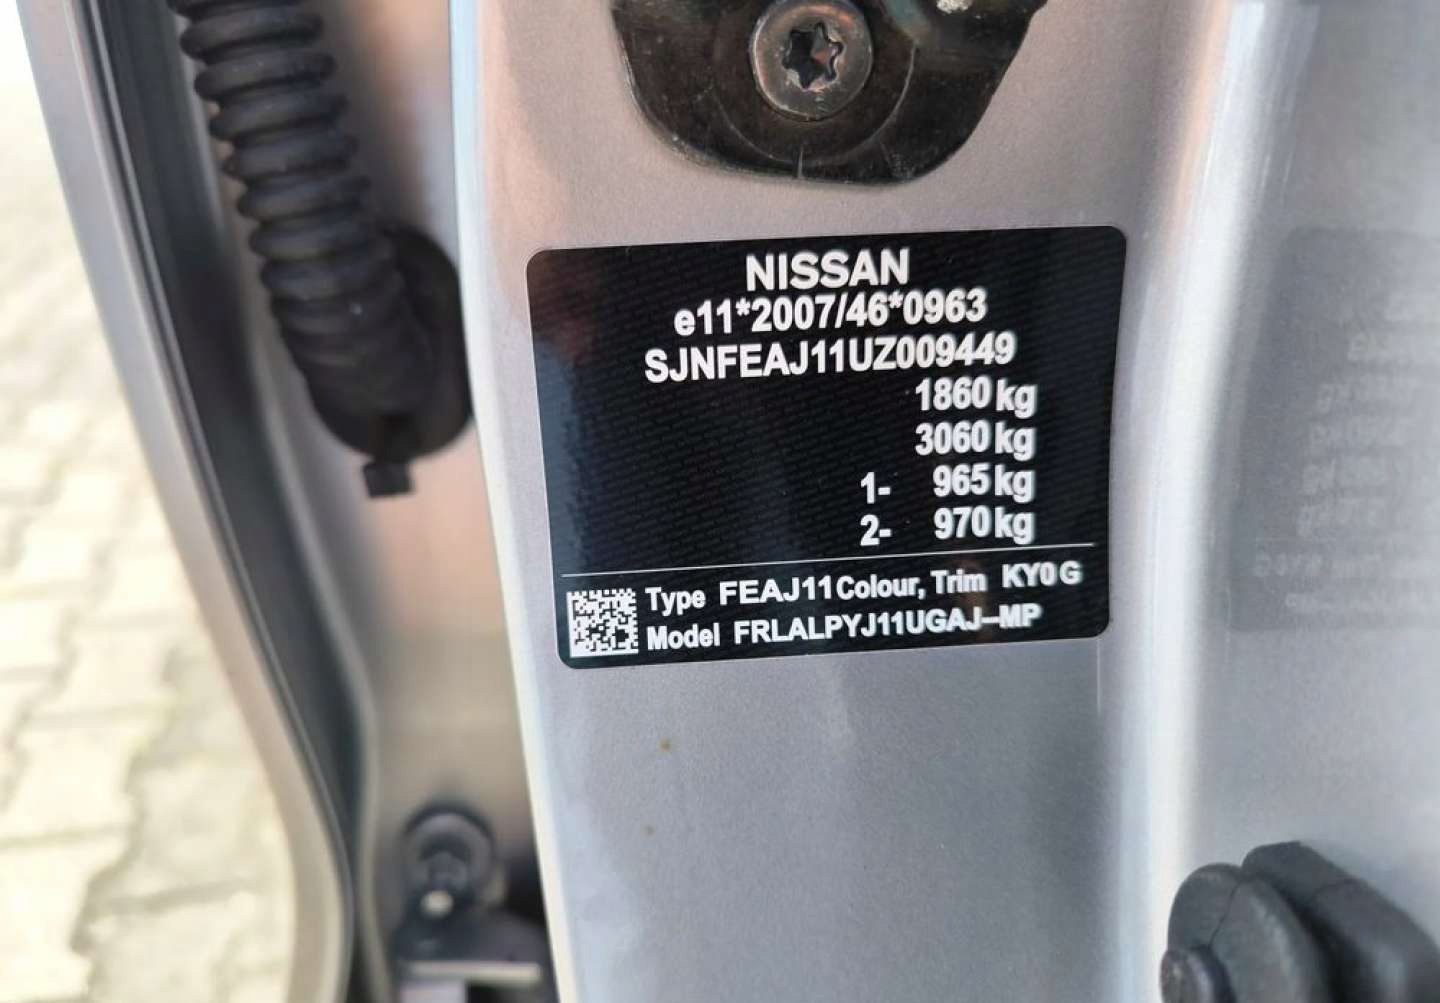 NISSAN
e11*2007/46*0963
SJNFEAJ11UZ009449
1860 kg
3060 kg
1- 965 kg
2- 970 kg
Type FEAJ11 Colour, Trim KY0 G
Model FRLALPYJ11UGAJ-MP